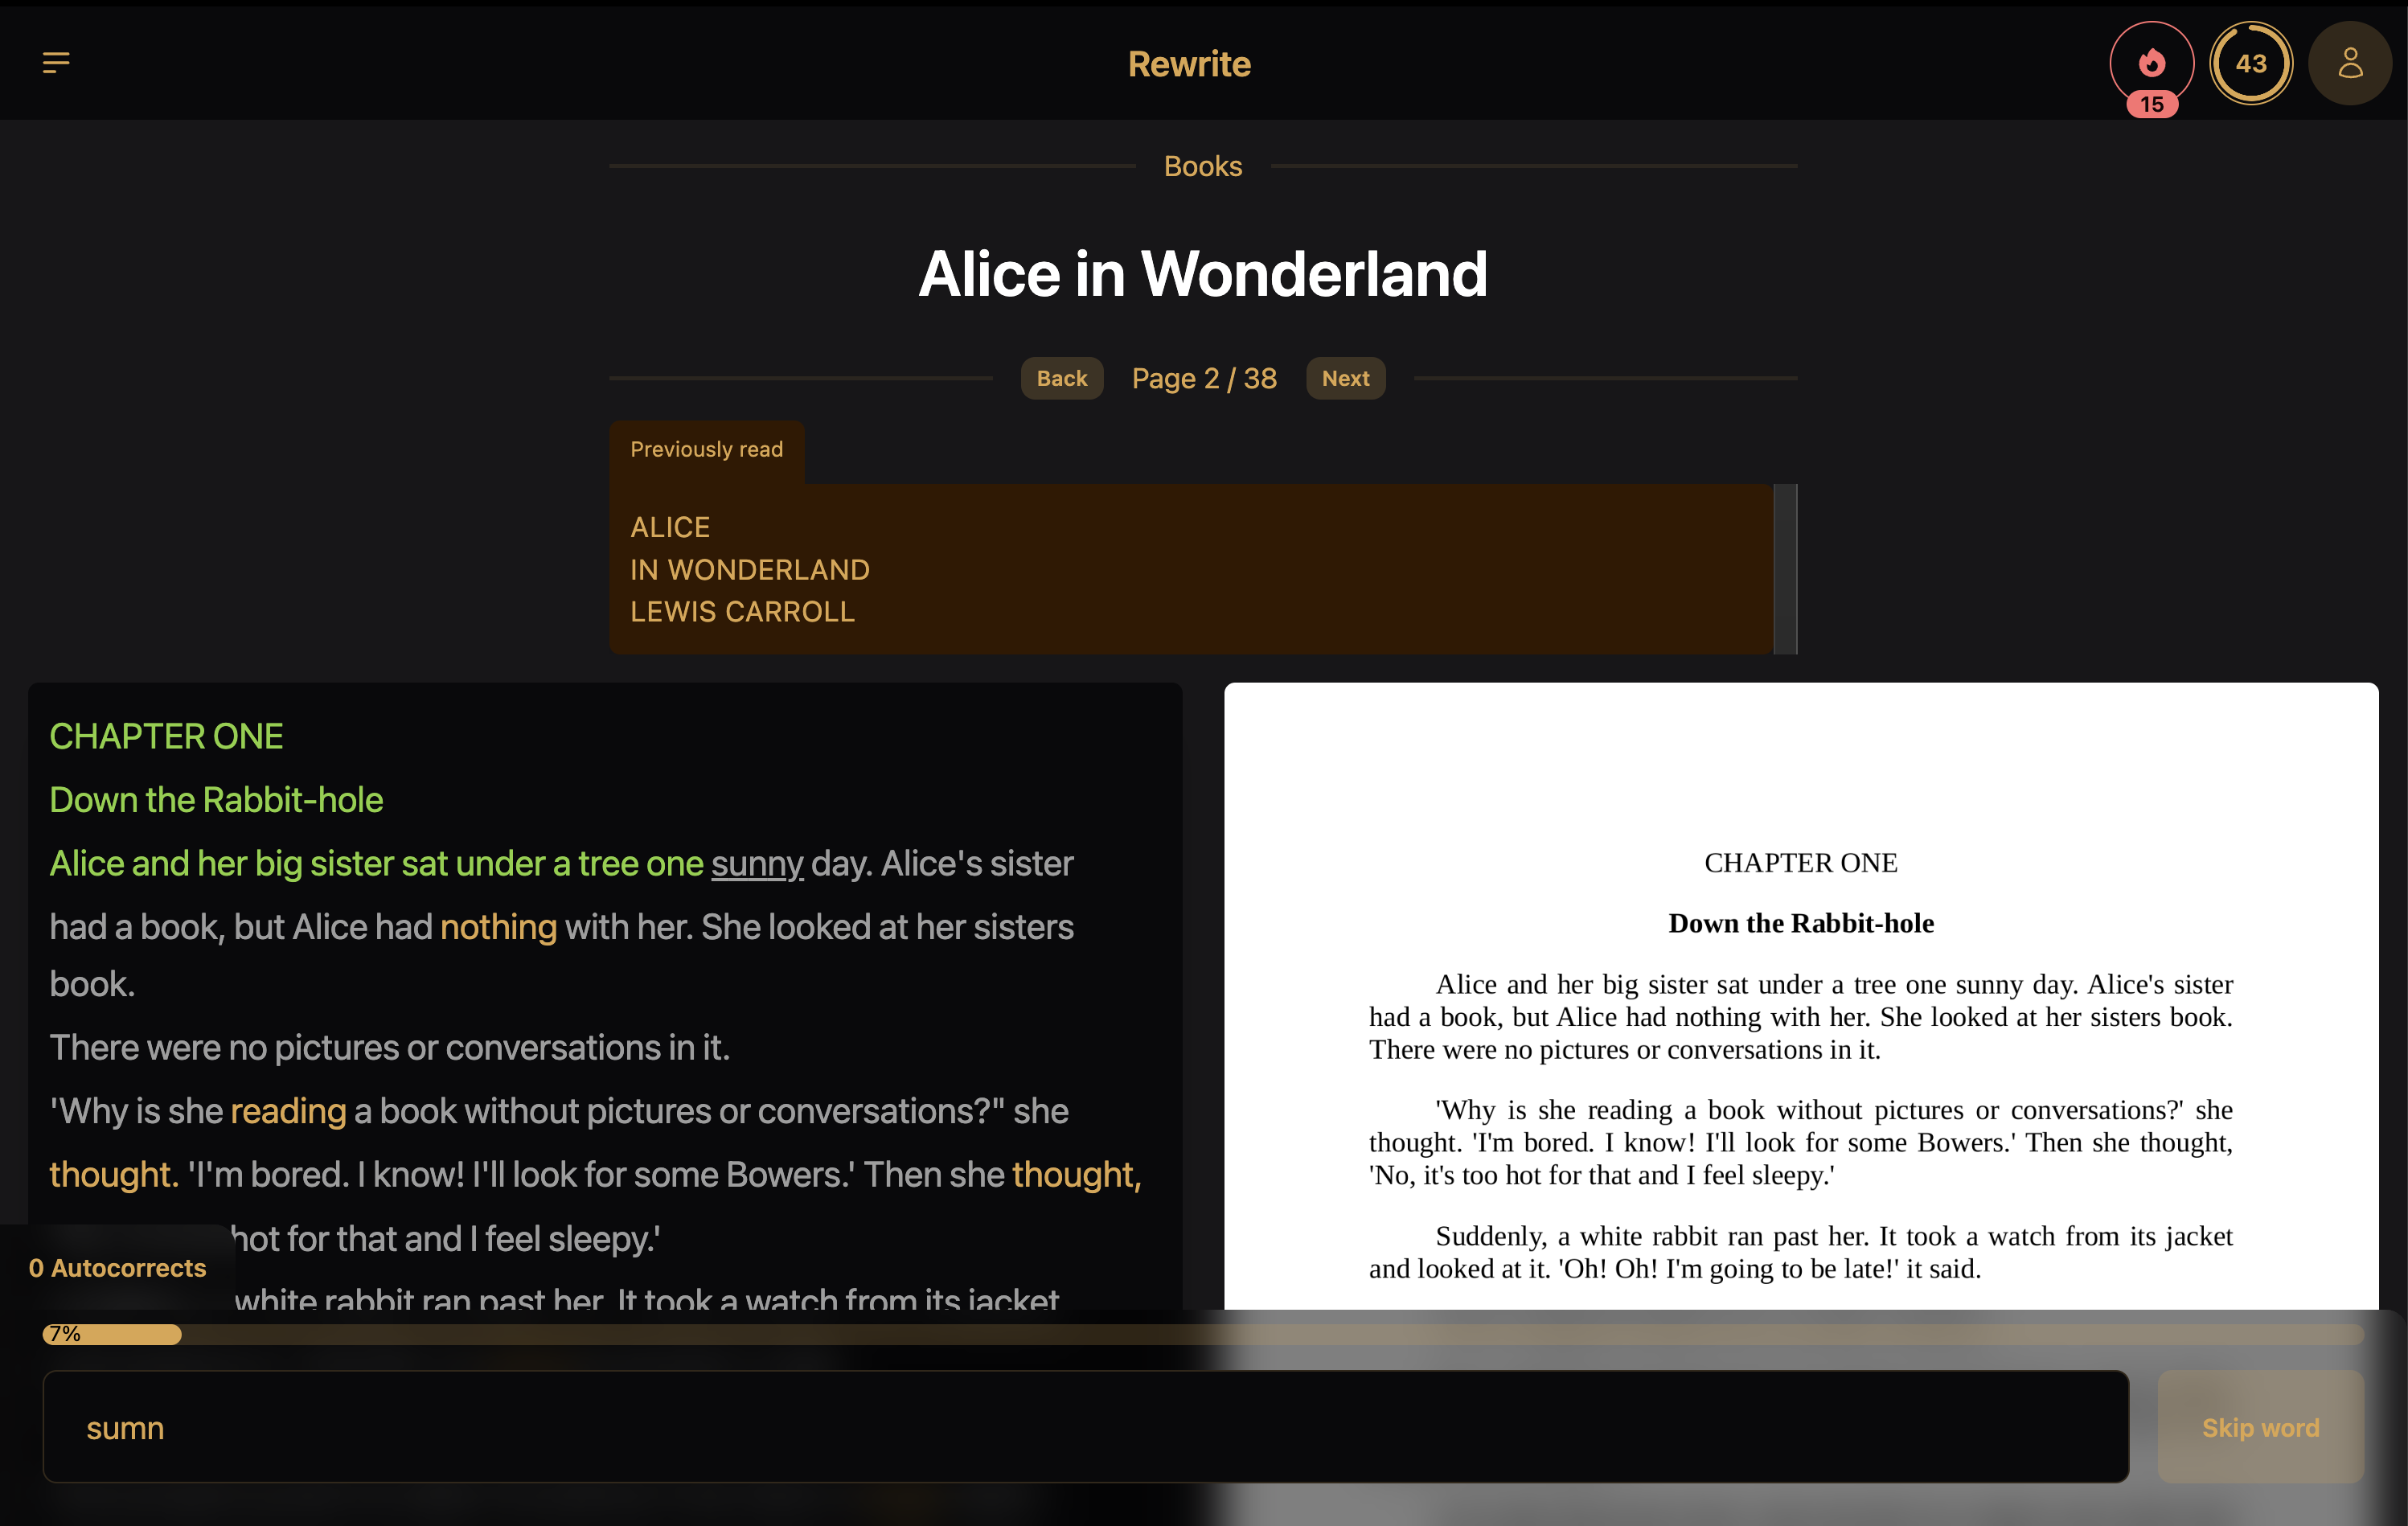 Rewrite
15
43
Books
Alice in Wonderland
Back Page 2 / 38 Next
Previously read
ALICE
IN WONDERLAND
LEWIS CARROLL
CHAPTER ONE
Down the Rabbit-hole
Alice and her big sister sat under a tree one sunny day. Alice's sister
had a book, but Alice had nothing with her. She looked at her sisters
book.
There were no pictures or conversations in it.
'Why is she reading a book without pictures or conversations?" she
thought. 'I'm bored. I know! I'll look for some Bowers.' Then she thought,
hot for that and I feel sleepy.'
white rabbit ran past her. It took a watch from its jacket
CHAPTER ONE
Down the Rabbit-hole
Alice and her big sister sat under a tree one sunny day. Alice's sister
had a book, but Alice had nothing with her. She looked at her sisters book.
There were no pictures or conversations in it.
'Why is she reading a book without pictures or conversations?' she
thought. 'I'm bored. I know! I'll look for some Bowers.' Then she thought,
'No, it's too hot for that and I feel sleepy.'
Suddenly, a white rabbit ran past her. It took a watch from its jacket
and looked at it. 'Oh! Oh! I'm going to be late!' it said.
0 Autocorrects
7%
sumn
Skip word